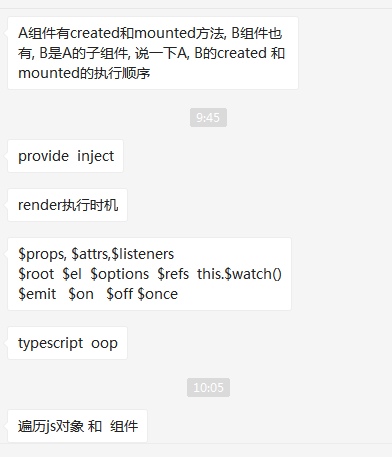 A组件有created和mounted方法, B组件也
有, B是A的子组件, 说一下A, B的created 和
mounted的执行顺序
9:45
provide  inject
render执行时机
$props, $attrs,$listeners
$root  $el  $options  $refs  this.$watch()
$emit   $on   $off $once
typescript  oop
10:05
遍历js对象 和  组件